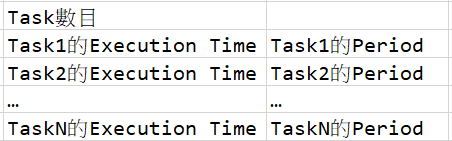 Task數目
Task1的Execution Time Task1的Period
Task2的Execution Time Task2的Period
… …
TaskN的Execution Time TaskN的Period